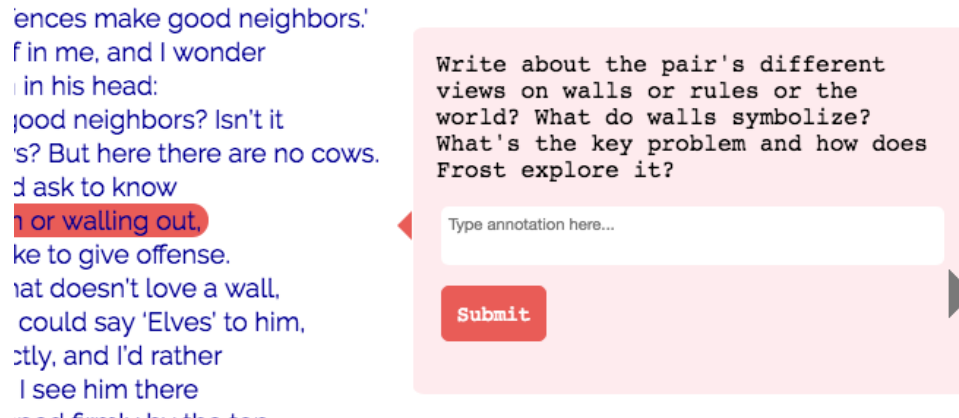 ences make good neighbors.'
f in me, and I wonder
in his head:
good neighbors? Isn't it
s? But here there are no cows.
d ask to know
n or walling out,
ke to give offense.
hat doesn't love a wall,
could say ‘Elves’ to him,
ctly, and I’d rather
I see him there
Write about the pair's different
views on walls or rules or the
world? What do walls symbolize?
What's the key problem and how does
Frost explore it?
Type annotation here...
Submit